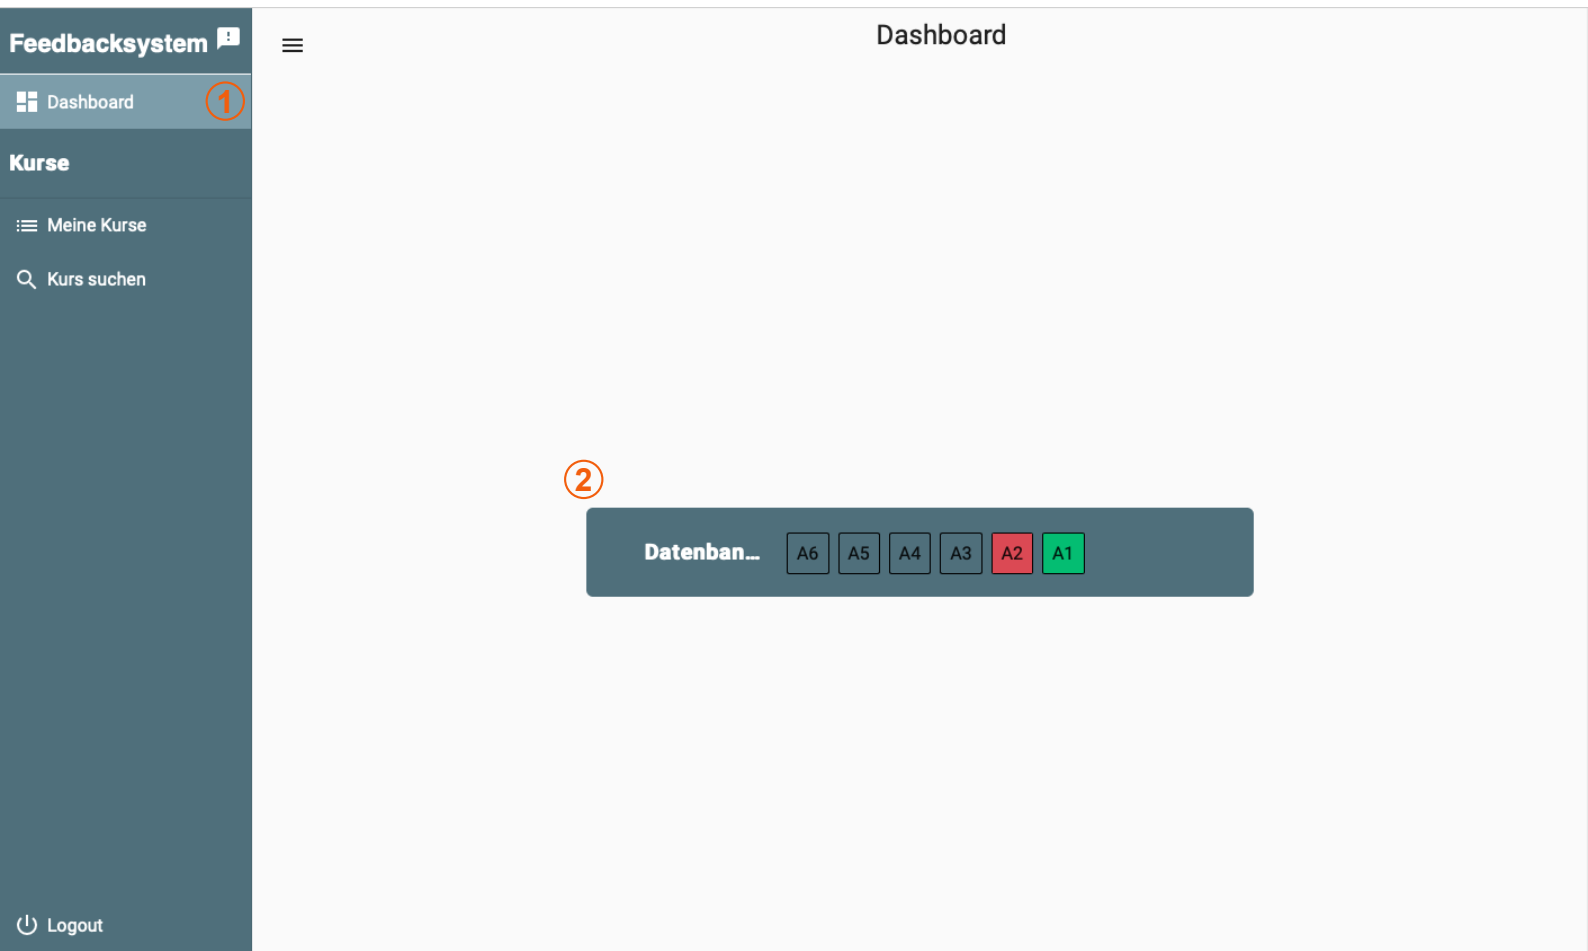 Feedbacksystem
Dashboard
Dashboard 1
Kurse
Meine Kurse
Kurs suchen
2
Datenban... A6 A5 A4 A3 A2 A1
Logout